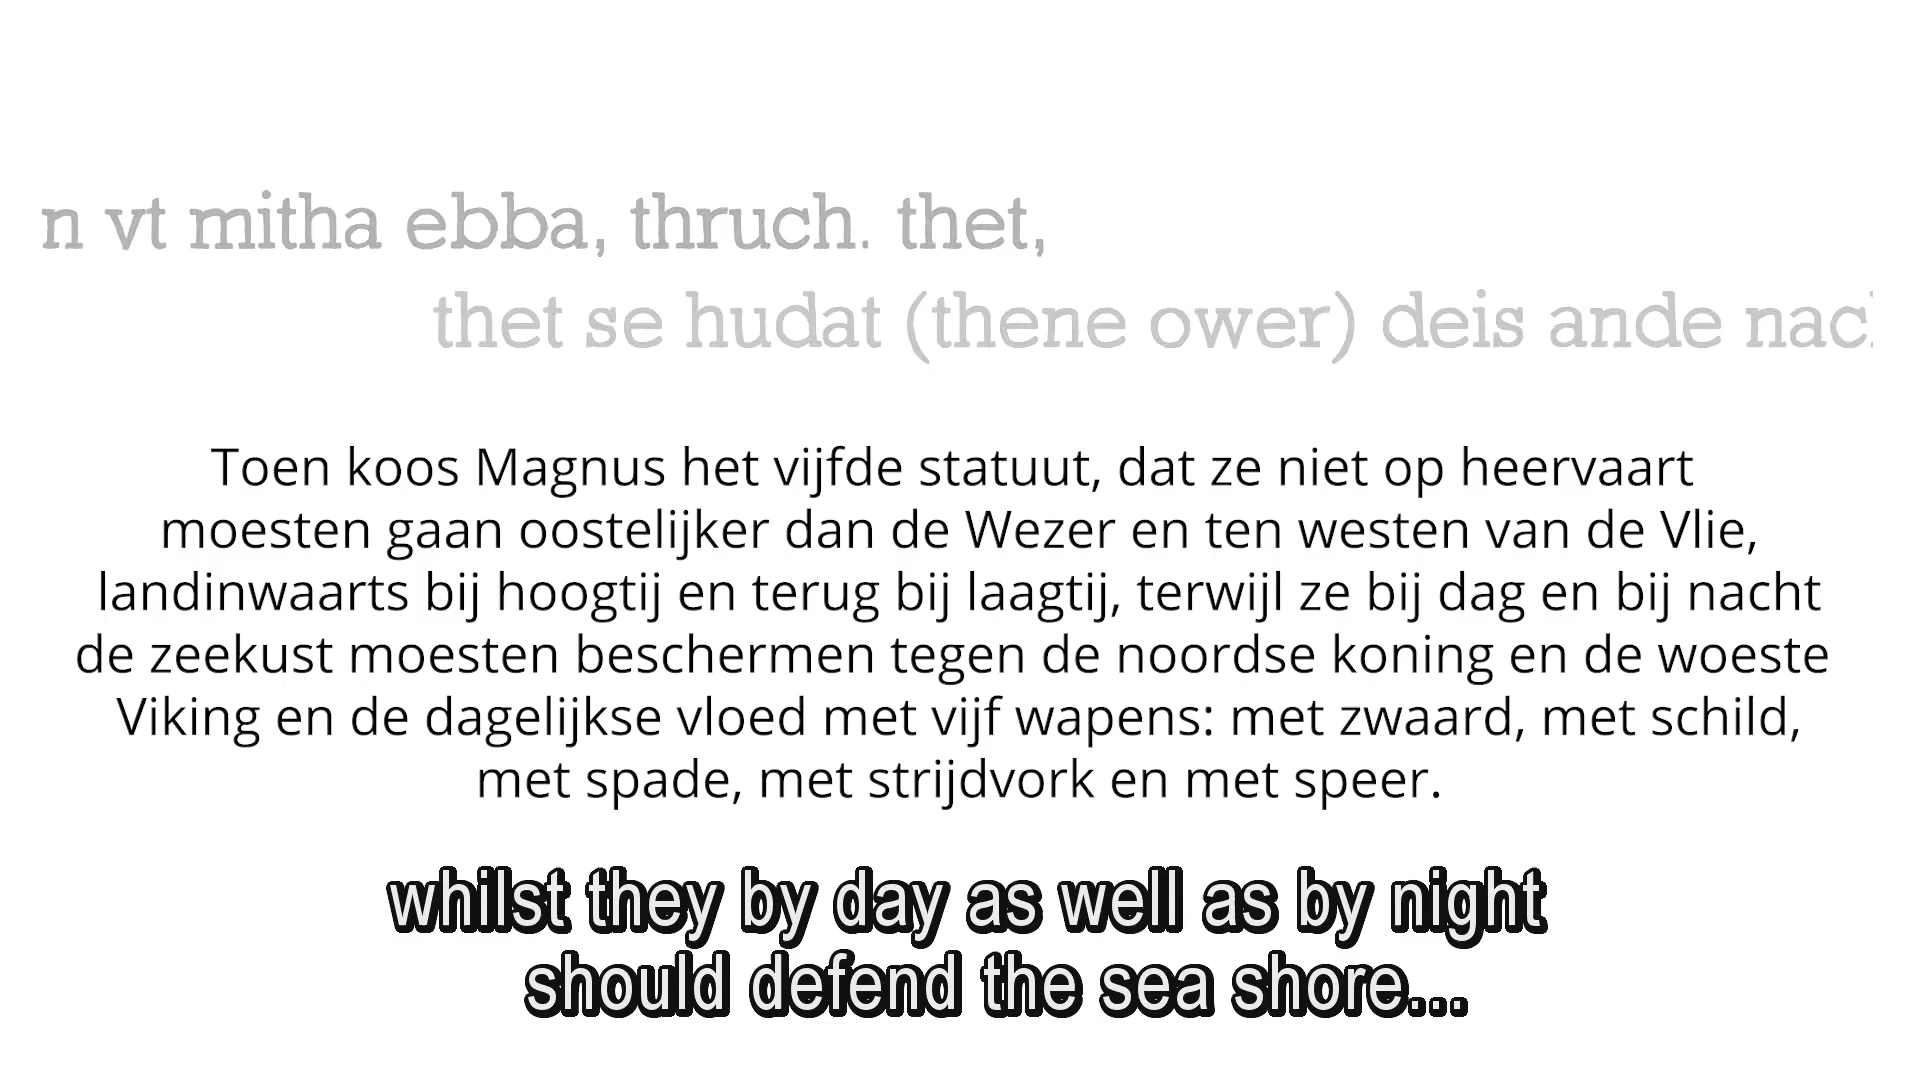 n vt mitha ebba, thruch. thet,
thet se hudat (thene ower) deis ande
Toen koos Magnus het vijfde statuut, dat ze niet op heervaart
moesten gaan oostelijker dan de Wezer en ten westen van de Vlie,
landinwaarts bij hoogtij en terug bij laagtij, terwijl ze bij dag en bij nacht
de zeekust moesten beschermen tegen de noordse koning en de woeste
Viking en de dagelijkse vloed met vijf wapens: met zwaard, met schild,
met spade, met strijdvork en met speer.
whilst they by day as well as by night
should defend the sea shore...